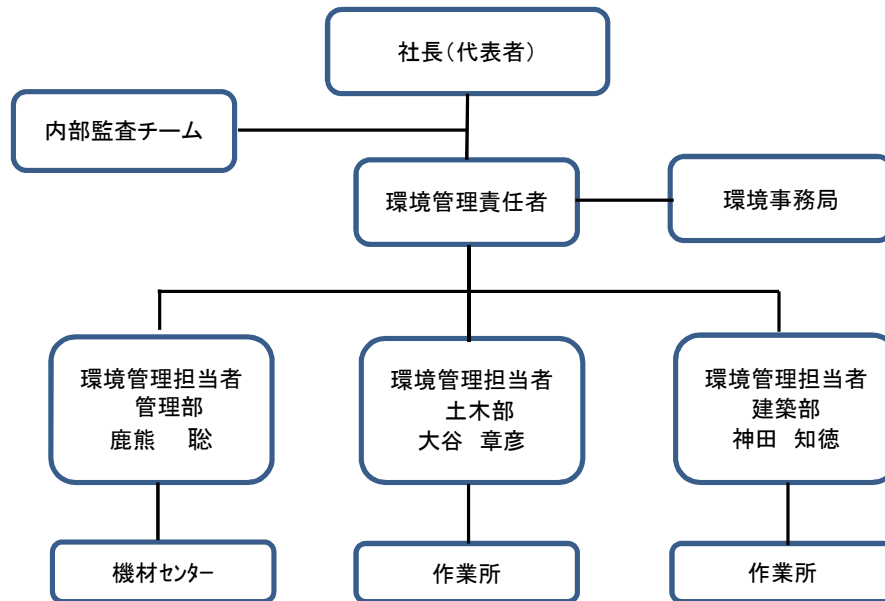 社長(代表者)
内部監査チーム
環境管理責任者
環境事務局
環境管理担当者
管理部
鹿熊　聡
環境管理担当者
土木部
大谷　章彦
環境管理担当者
建築部
神田　知徳
機材センター
作業所
作業所